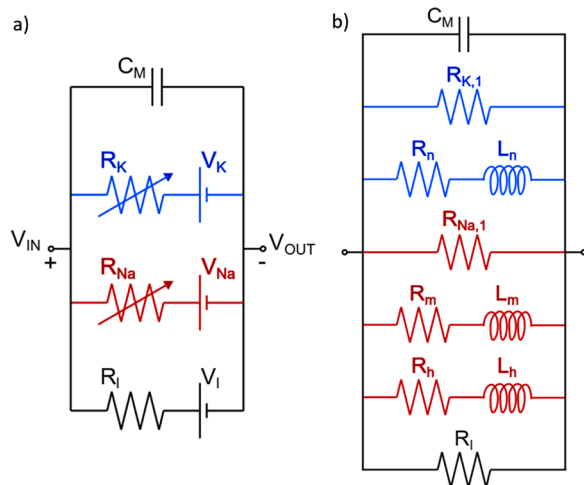 a)
C_M
R_K V_K
V_IN V_OUT
+ -
R_Na V_Na
R_l V_l
b)
C_M
R_K,1
R_n L_n
R_Na,1
R_m L_m
R_h L_h
R_l